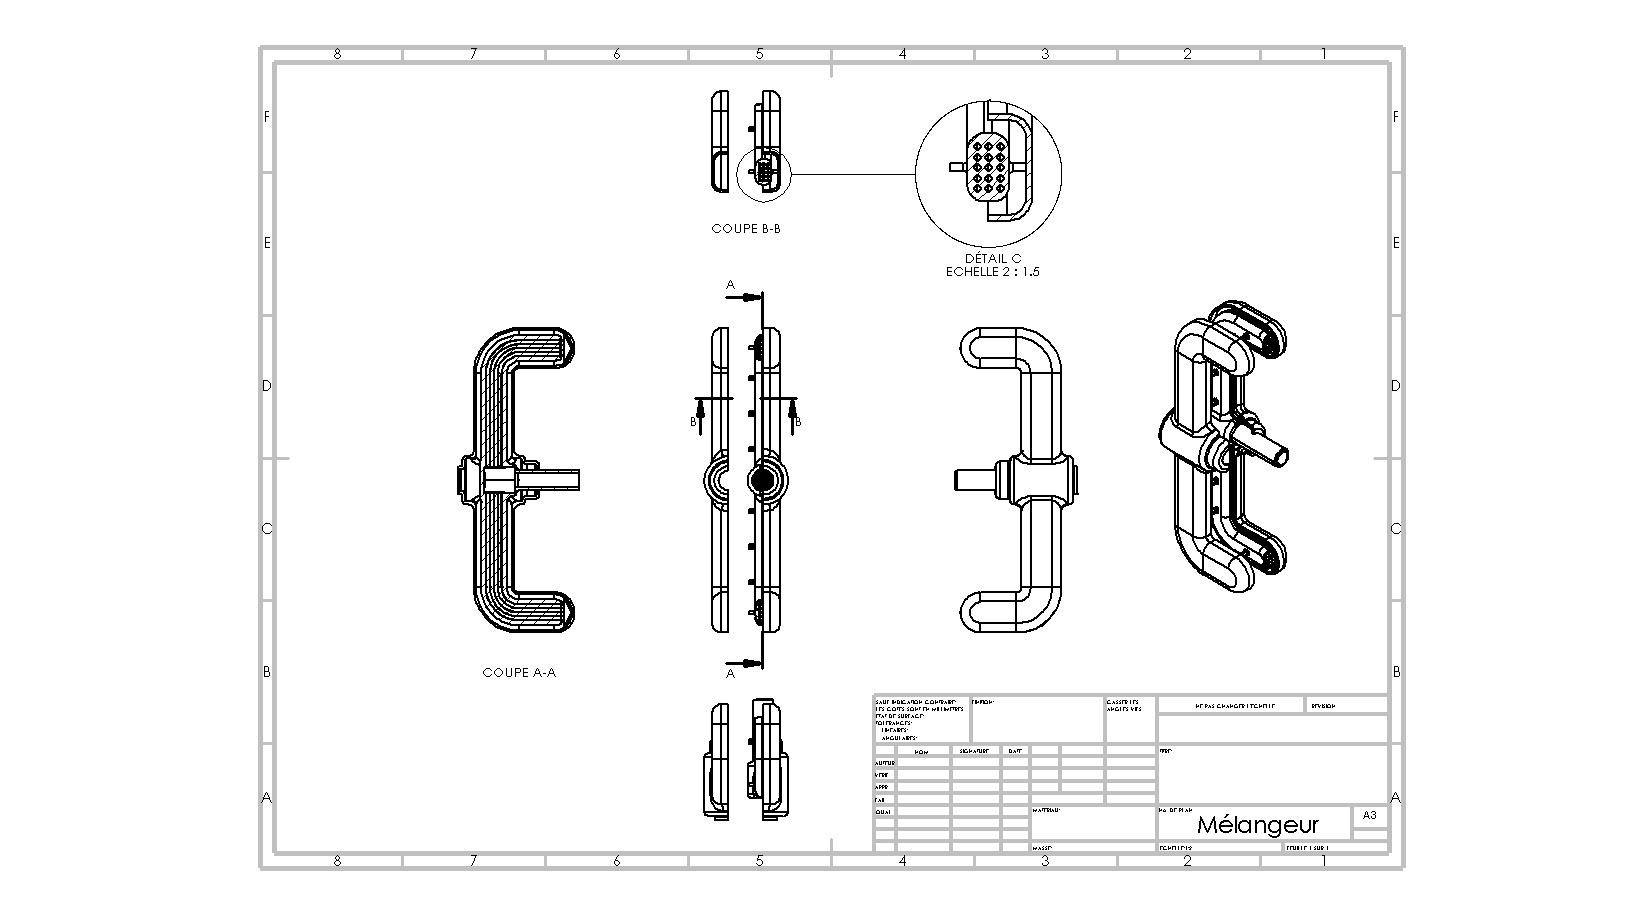 8 7 6 5 4 3 2 1
F F
COUPE B-B
E E
DÉTAIL C
ECHELLE 2 : 1.5
A
D D
B B
C C
COUPE A-A
A
B B
SAUF INDICATION CONTRAIRE:
LES COTES SONT EN MILLIMETRES
ETAT DE SURFACE:
TOLERANCES:
LINEAIRES:
ANGULAIRES:
FINITION:
CASSER LES
ANGLES VIFS
NE PAS CHANGER L'ECHELLE
REVISION
NOM SIGNATURE DATE
TITRE:
AUTEUR
VERIF.
APPR.
FAB.
QUAL.
A A
MATERIAU:
No. DE PLAN
Mélangeur
A3
MASSE:
FEUILLE 1 SUR 1
8 7 6 5 4 3 2 1